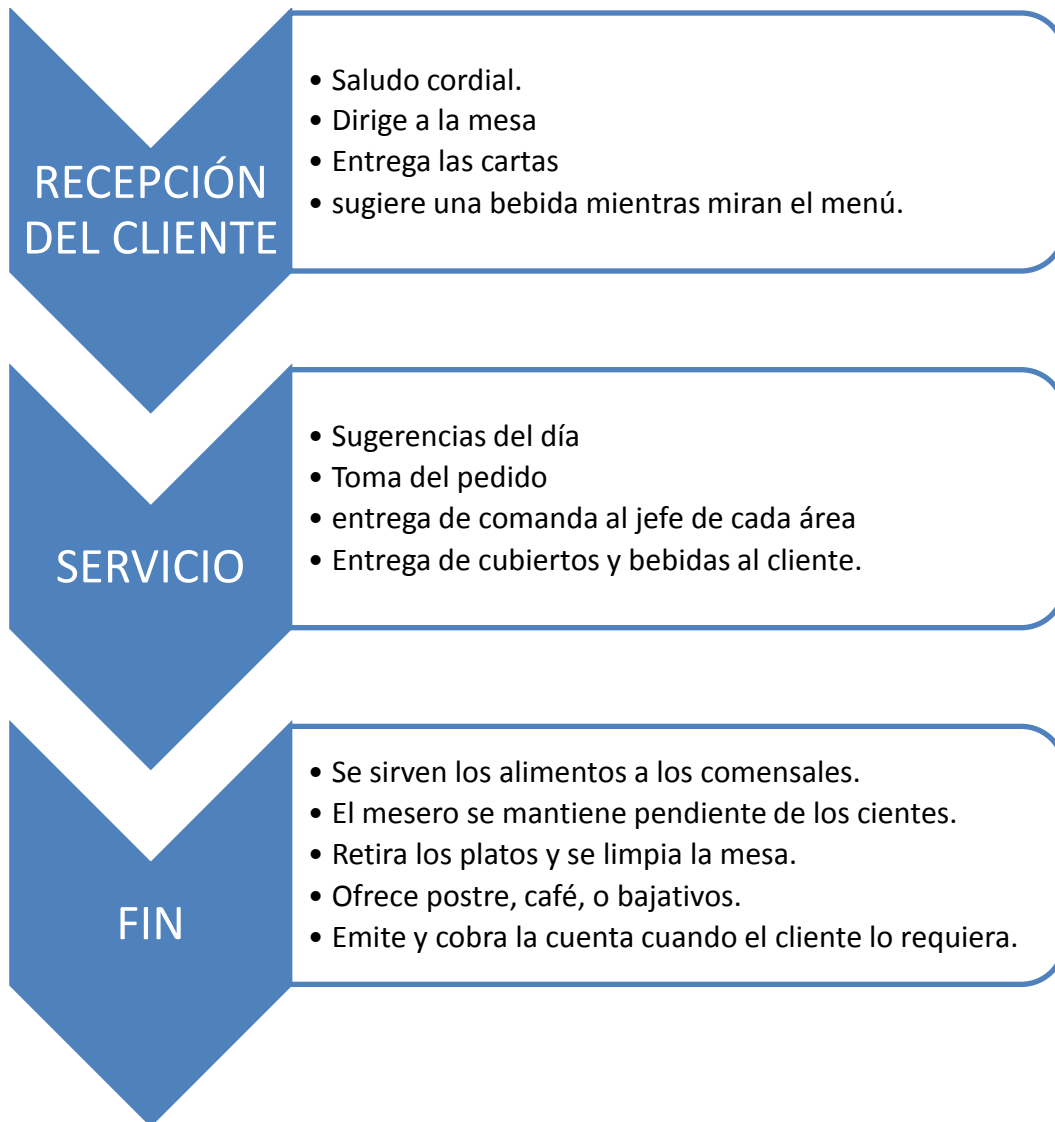 RECEPCIÓN
DEL CLIENTE
• Saludo cordial.
• Dirige a la mesa
• Entrega las cartas
• sugiere una bebida mientras miran el menú.
SERVICIO
• Sugerencias del día
• Toma del pedido
• entrega de comanda al jefe de cada área
• Entrega de cubiertos y bebidas al cliente.
FIN
• Se sirven los alimentos a los comensales.
• El mesero se mantiene pendiente de los cientes.
• Retira los platos y se limpia la mesa.
• Ofrece postre, café, o bajativos.
• Emite y cobra la cuenta cuando el cliente lo requiera.